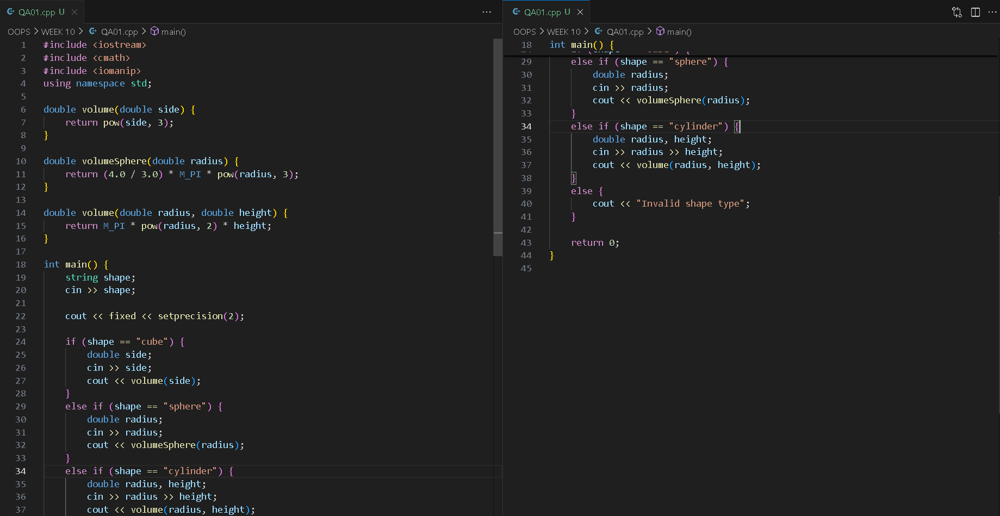 QA01.cpp U
OOPS > WEEK 10 > QA01.cpp > main()
1 #include <iostream>
2 #include <cmath>
3 #include <iomanip>
4 using namespace std;
5
6 double volume(double side) {
7     return pow(side, 3);
8 }
9
10 double volumeSphere(double radius) {
11     return (4.0 / 3.0) * M_PI * pow(radius, 3);
12 }
13
14 double volume(double radius, double height) {
15     return M_PI * pow(radius, 2) * height;
16 }
17
18 int main() {
19     string shape;
20     cin >> shape;
21
22     cout << fixed << setprecision(2);
23
24     if (shape == "cube") {
25         double side;
26         cin >> side;
27         cout << volume(side);
28     }
29     else if (shape == "sphere") {
30         double radius;
31         cin >> radius;
32         cout << volumeSphere(radius);
33     }
34     else if (shape == "cylinder") {
35         double radius, height;
36         cin >> radius >> height;
37         cout << volume(radius, height);
QA01.cpp U
OOPS > WEEK 10 > QA01.cpp > main()
18 int main() {
29     else if (shape == "sphere") {
30         double radius;
31         cin >> radius;
32         cout << volumeSphere(radius);
33     }
34     else if (shape == "cylinder") {
35         double radius, height;
36         cin >> radius >> height;
37         cout << volume(radius, height);
38     }
39     else {
40         cout << "Invalid shape type";
41     }
42
43     return 0;
44 }
45